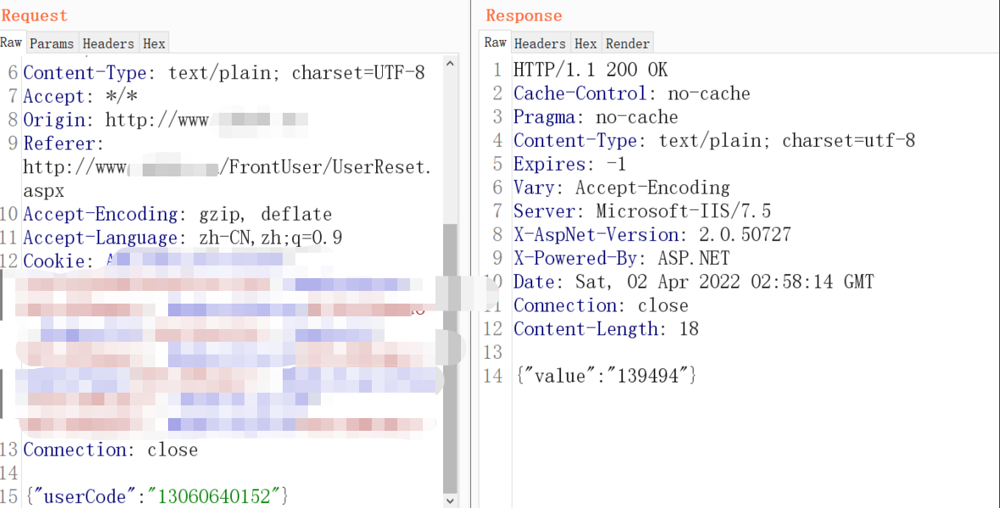 Request
Raw Params Headers Hex
6 Content-Type: text/plain; charset=UTF-8
7 Accept: */*
8 Origin: http://www
9 Referer:
http://www /FrontUser/UserReset.
aspx
10 Accept-Encoding: gzip, deflate
11 Accept-Language: zh-CN,zh;q=0.9
12 Cookie:
13 Connection: close
14
15 {"userCode":"13060640152"}
Response
Raw Headers Hex Render
1 HTTP/1.1 200 OK
2 Cache-Control: no-cache
3 Pragma: no-cache
4 Content-Type: text/plain; charset=utf-8
5 Expires: -1
6 Vary: Accept-Encoding
7 Server: Microsoft-IIS/7.5
8 X-AspNet-Version: 2.0.50727
9 X-Powered-By: ASP.NET
10 Date: Sat, 02 Apr 2022 02:58:14 GMT
11 Connection: close
12 Content-Length: 18
13
14 {"value":"139494"}